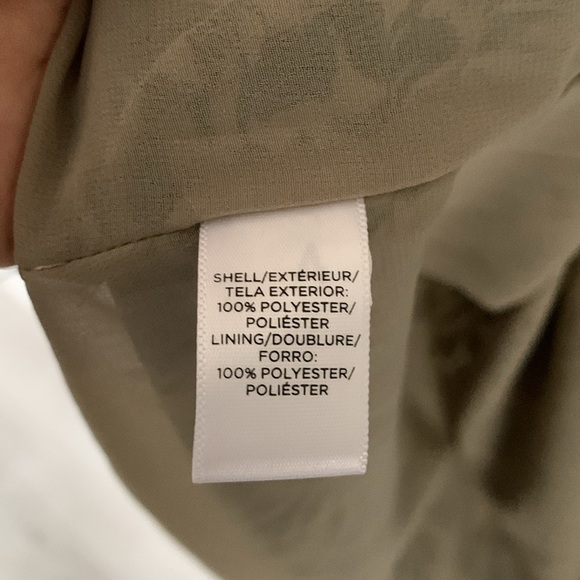 SHELL/EXTÉRIEUR/
TELA EXTERIOR:
100% POLYESTER/
POLIÉSTER
LINING/DOUBLURE/
FORRO:
100% POLYESTER/
POLIÉSTER